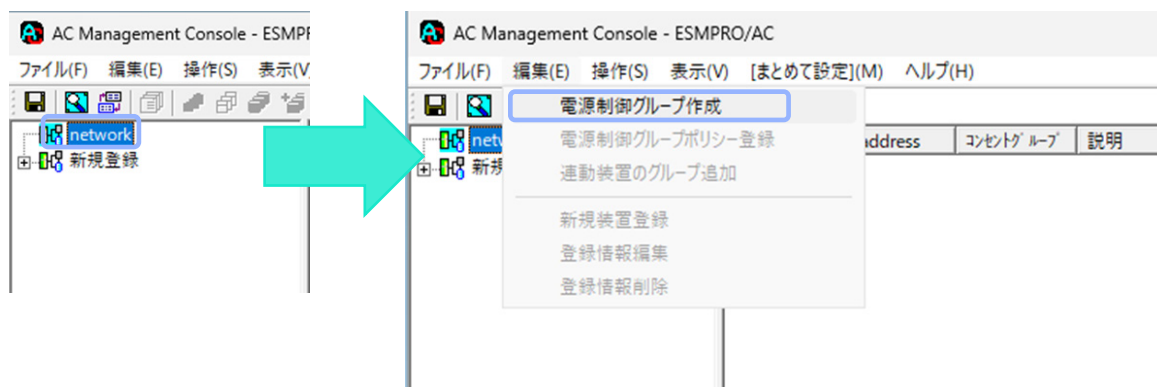 AC Management Console - ESMPR
ファイル(F) 編集(E) 操作(S) 表示(V
network
新規登録
AC Management Console - ESMPRO/AC
ファイル(F) 編集(E) 操作(S) 表示(V) [まとめて設定](M) ヘルプ(H)
電源制御グループ作成
電源制御グループポリシー登録
連動装置のグループ追加
新規装置登録
登録情報編集
登録情報削除
netw
新規
address コンセントグループ 説明